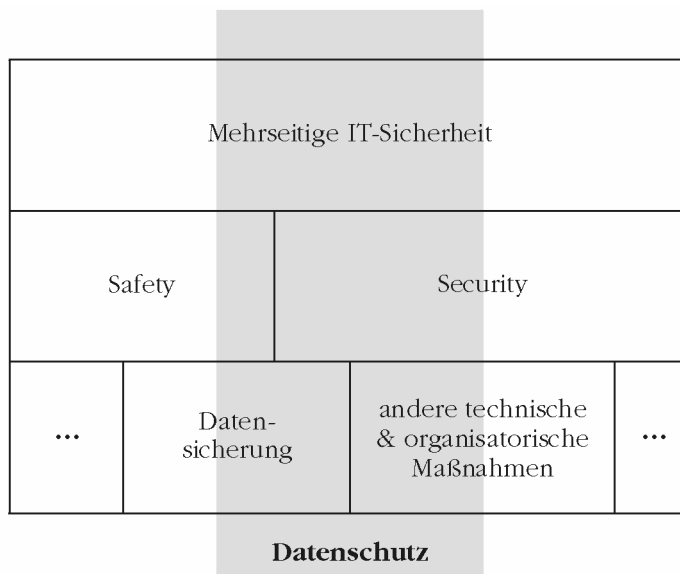 Mehrseitige IT-Sicherheit
Safety
Security
...
Daten-
sicherung
andere technische
& organisatorische
Maßnahmen
...
Datenschutz